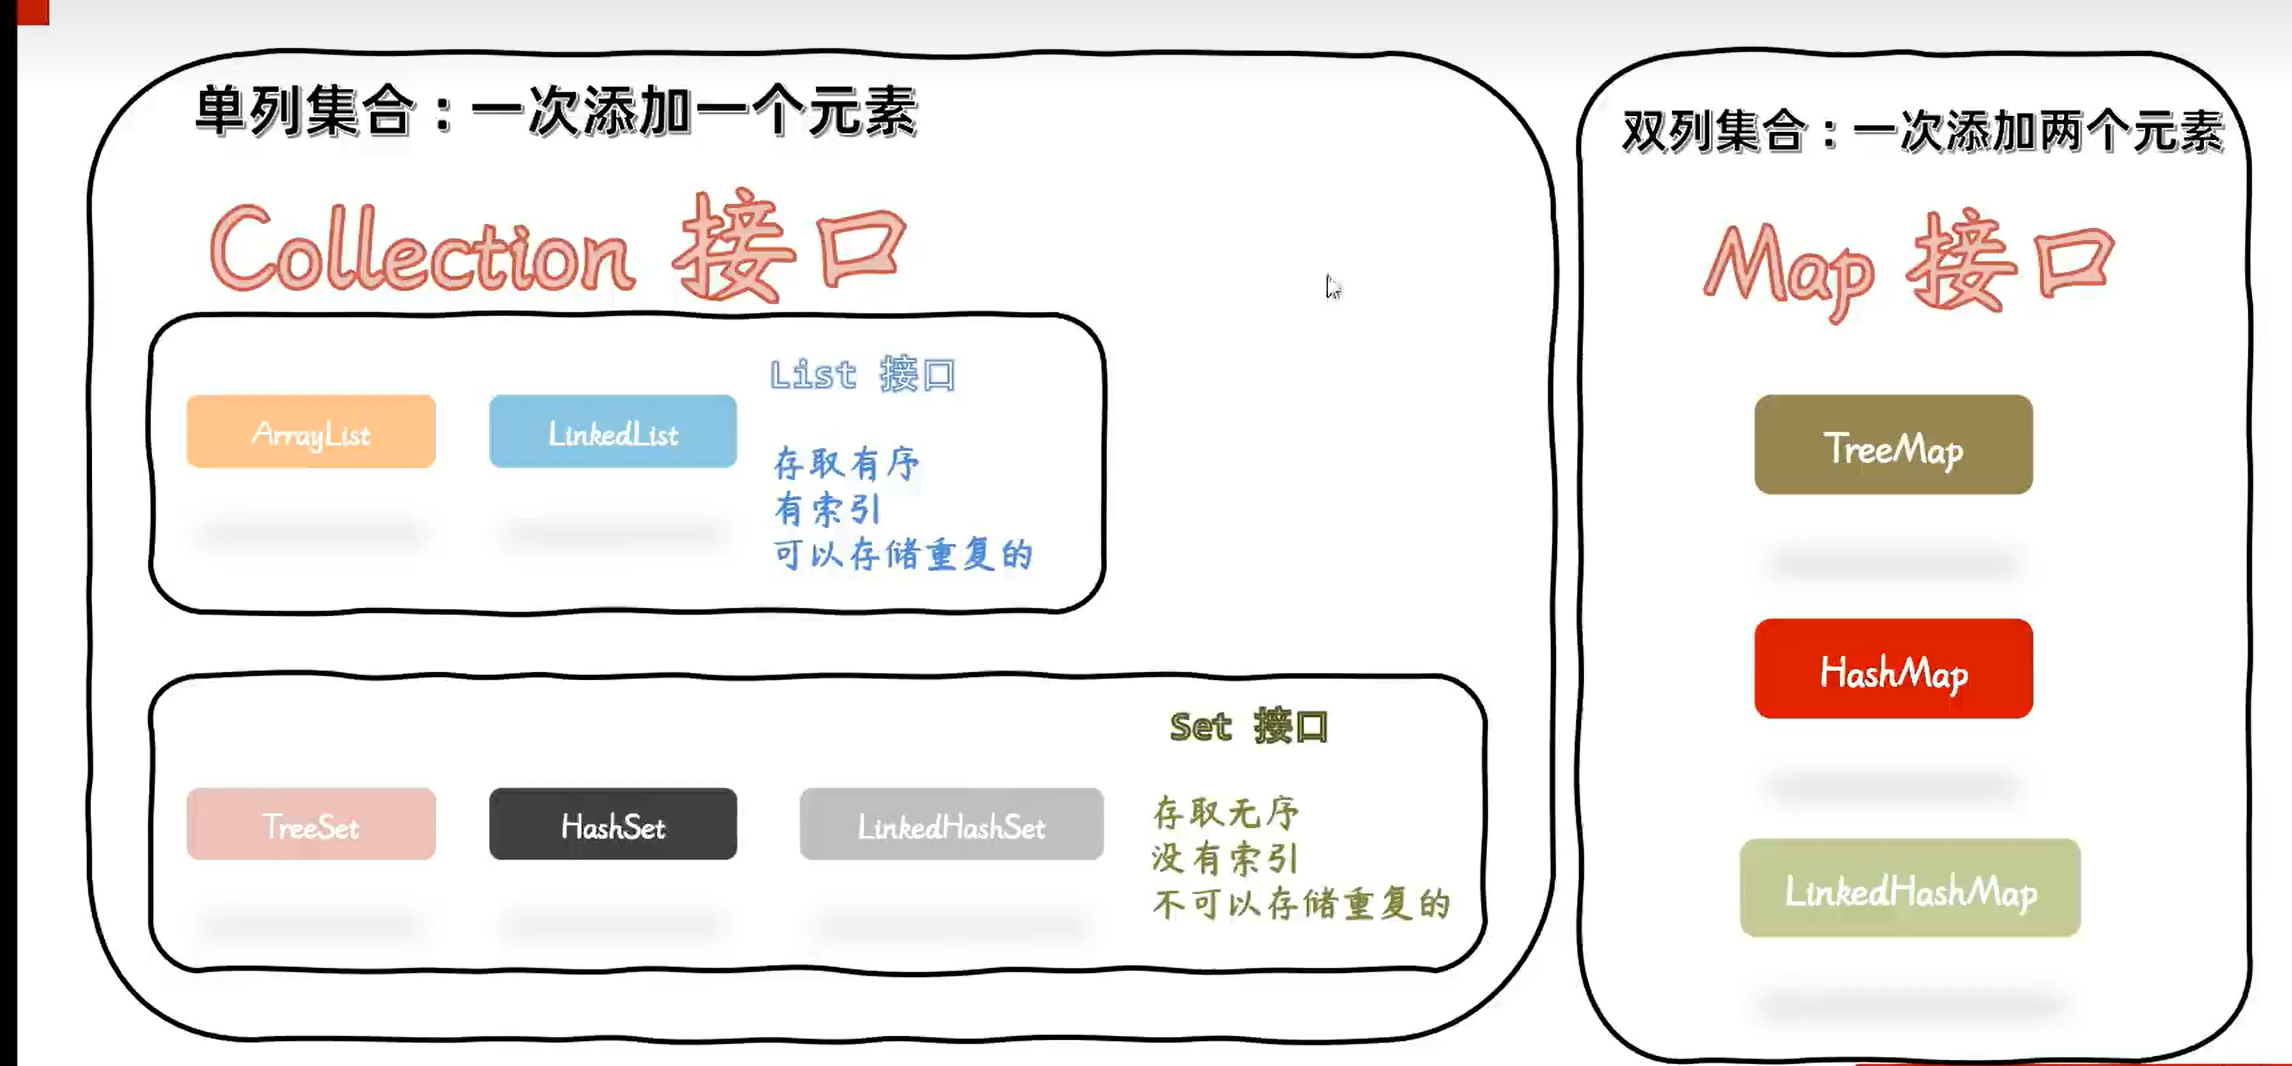 单列集合：一次添加一个元素
Collection 接口
ArrayList
LinkedList
List 接口
存取有序
有索引
可以存储重复的
TreeSet
HashSet
LinkedHashSet
Set 接口
存取无序
没有索引
不可以存储重复的
双列集合：一次添加两个元素
Map 接口
TreeMap
HashMap
LinkedHashMap